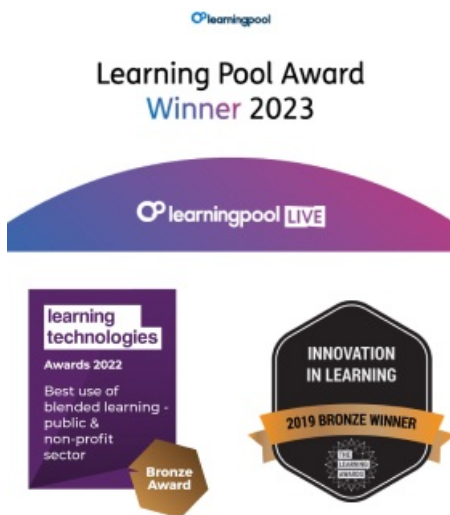 learningpool
Learning Pool Award
Winner 2023
learningpool LIVE
learning
technologies
Awards 2022
Best use of
blended learning -
public &
non-profit
sector
Bronze
Award
INNOVATION
IN LEARNING
2019 BRONZE WINNER
THE
LEARNING
AWARDS